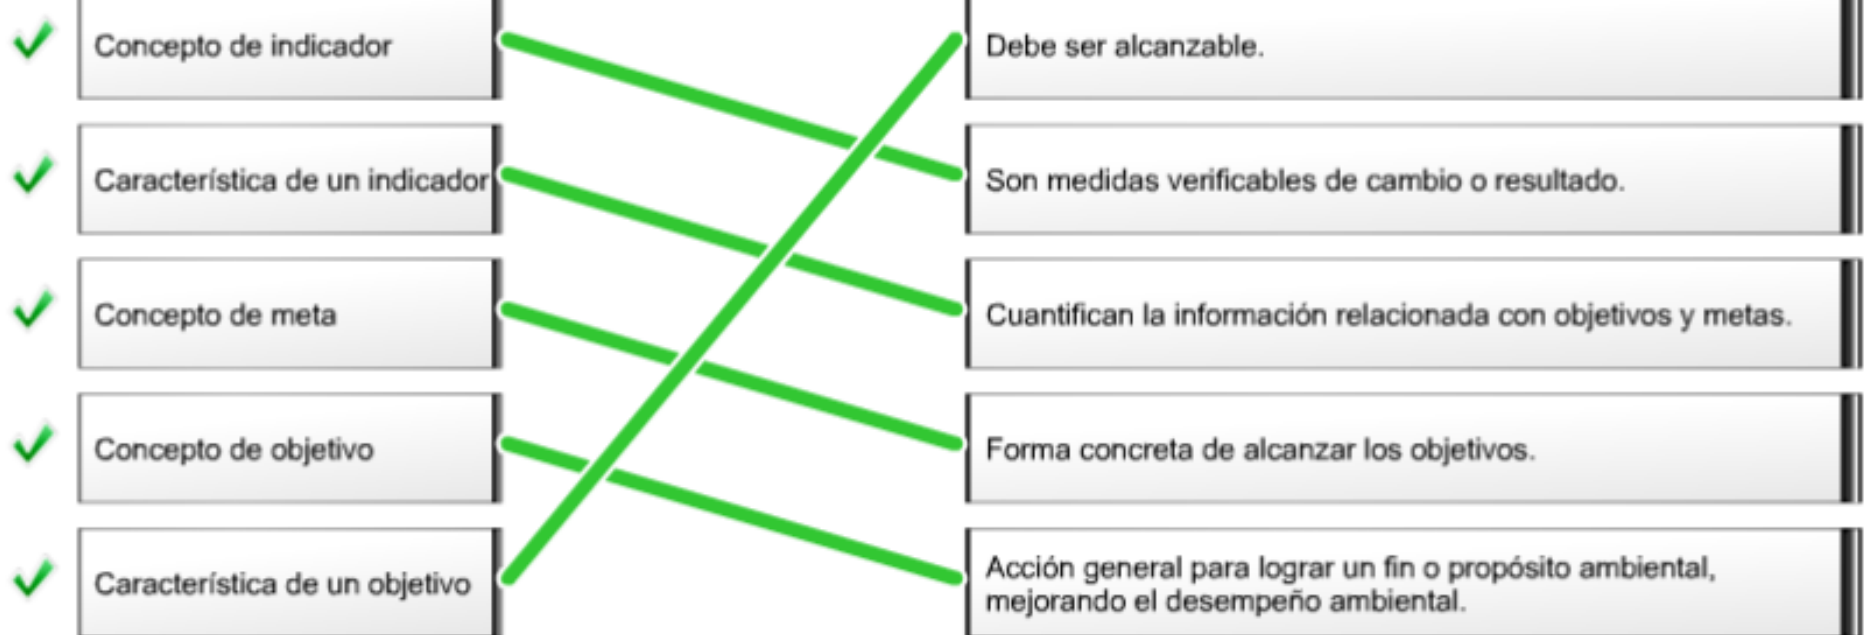 Concepto de indicador
Debe ser alcanzable.
Característica de un indicador
Son medidas verificables de cambio o resultado.
Concepto de meta
Cuantifican la información relacionada con objetivos y metas.
Concepto de objetivo
Forma concreta de alcanzar los objetivos.
Característica de un objetivo
Acción general para lograr un fin o propósito ambiental,
mejorando el desempeño ambiental.